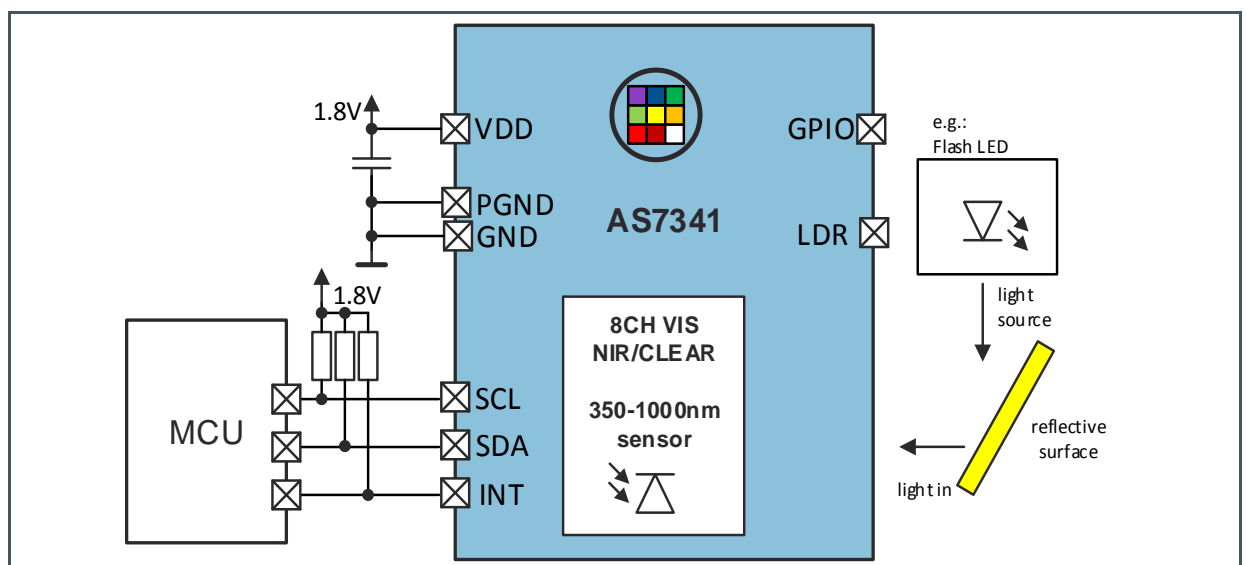 1.8V
VDD
PGND
GND
AS7341
GPIO
LDR
e.g.:
Flash LED
light
source
1.8V
MCU
SCL
SDA
INT
8CH VIS
NIR/CLEAR
350-1000nm
sensor
reflective
surface
light in